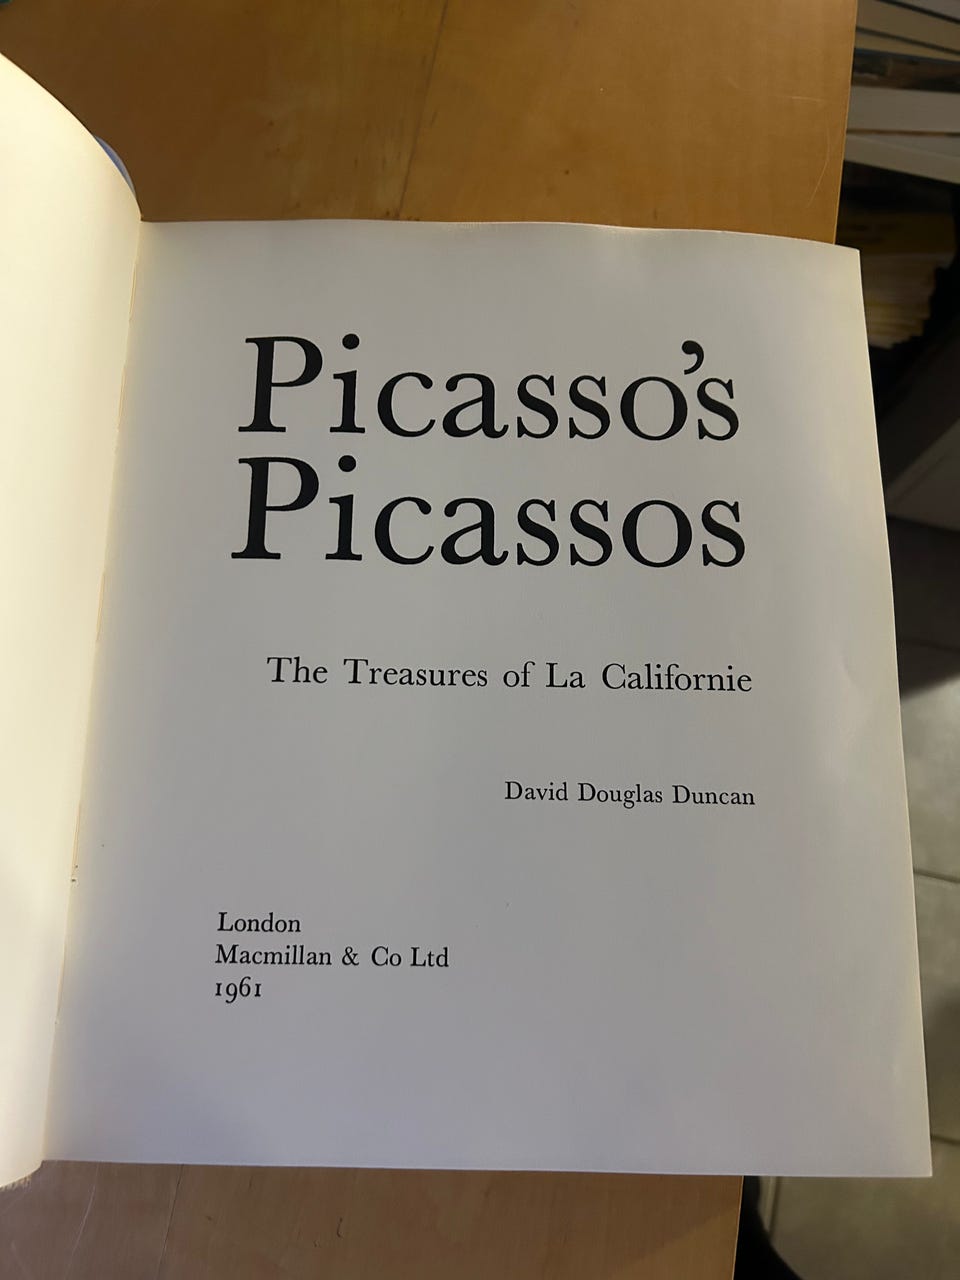 Picasso’s
Picassos
The Treasures of La Californie
David Douglas Duncan
London
Macmillan & Co Ltd
1961